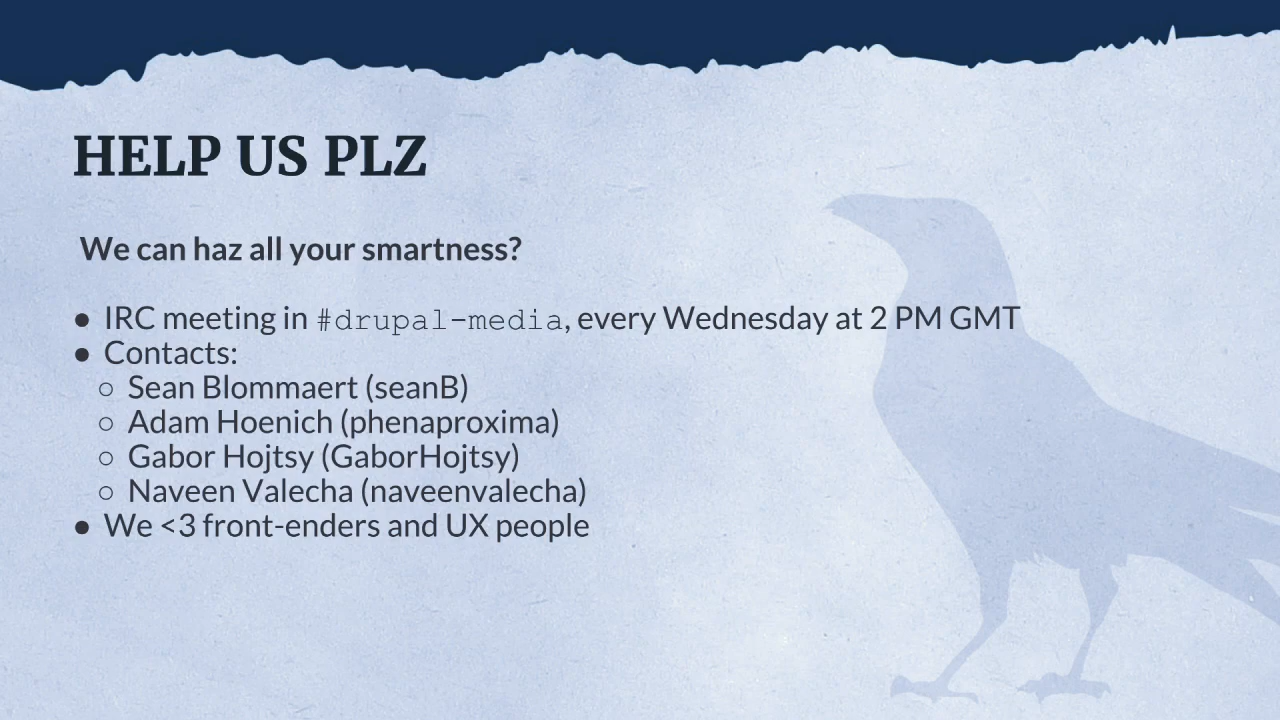 HELP US PLZ
We can haz all your smartness?
● IRC meeting in #drupal-media, every Wednesday at 2 PM GMT
● Contacts:
○ Sean Blommaert (seanB)
○ Adam Hoenich (phenaproxima)
○ Gabor Hojtsy (GaborHojtsy)
○ Naveen Valecha (naveenvalecha)
● We <3 front-enders and UX people